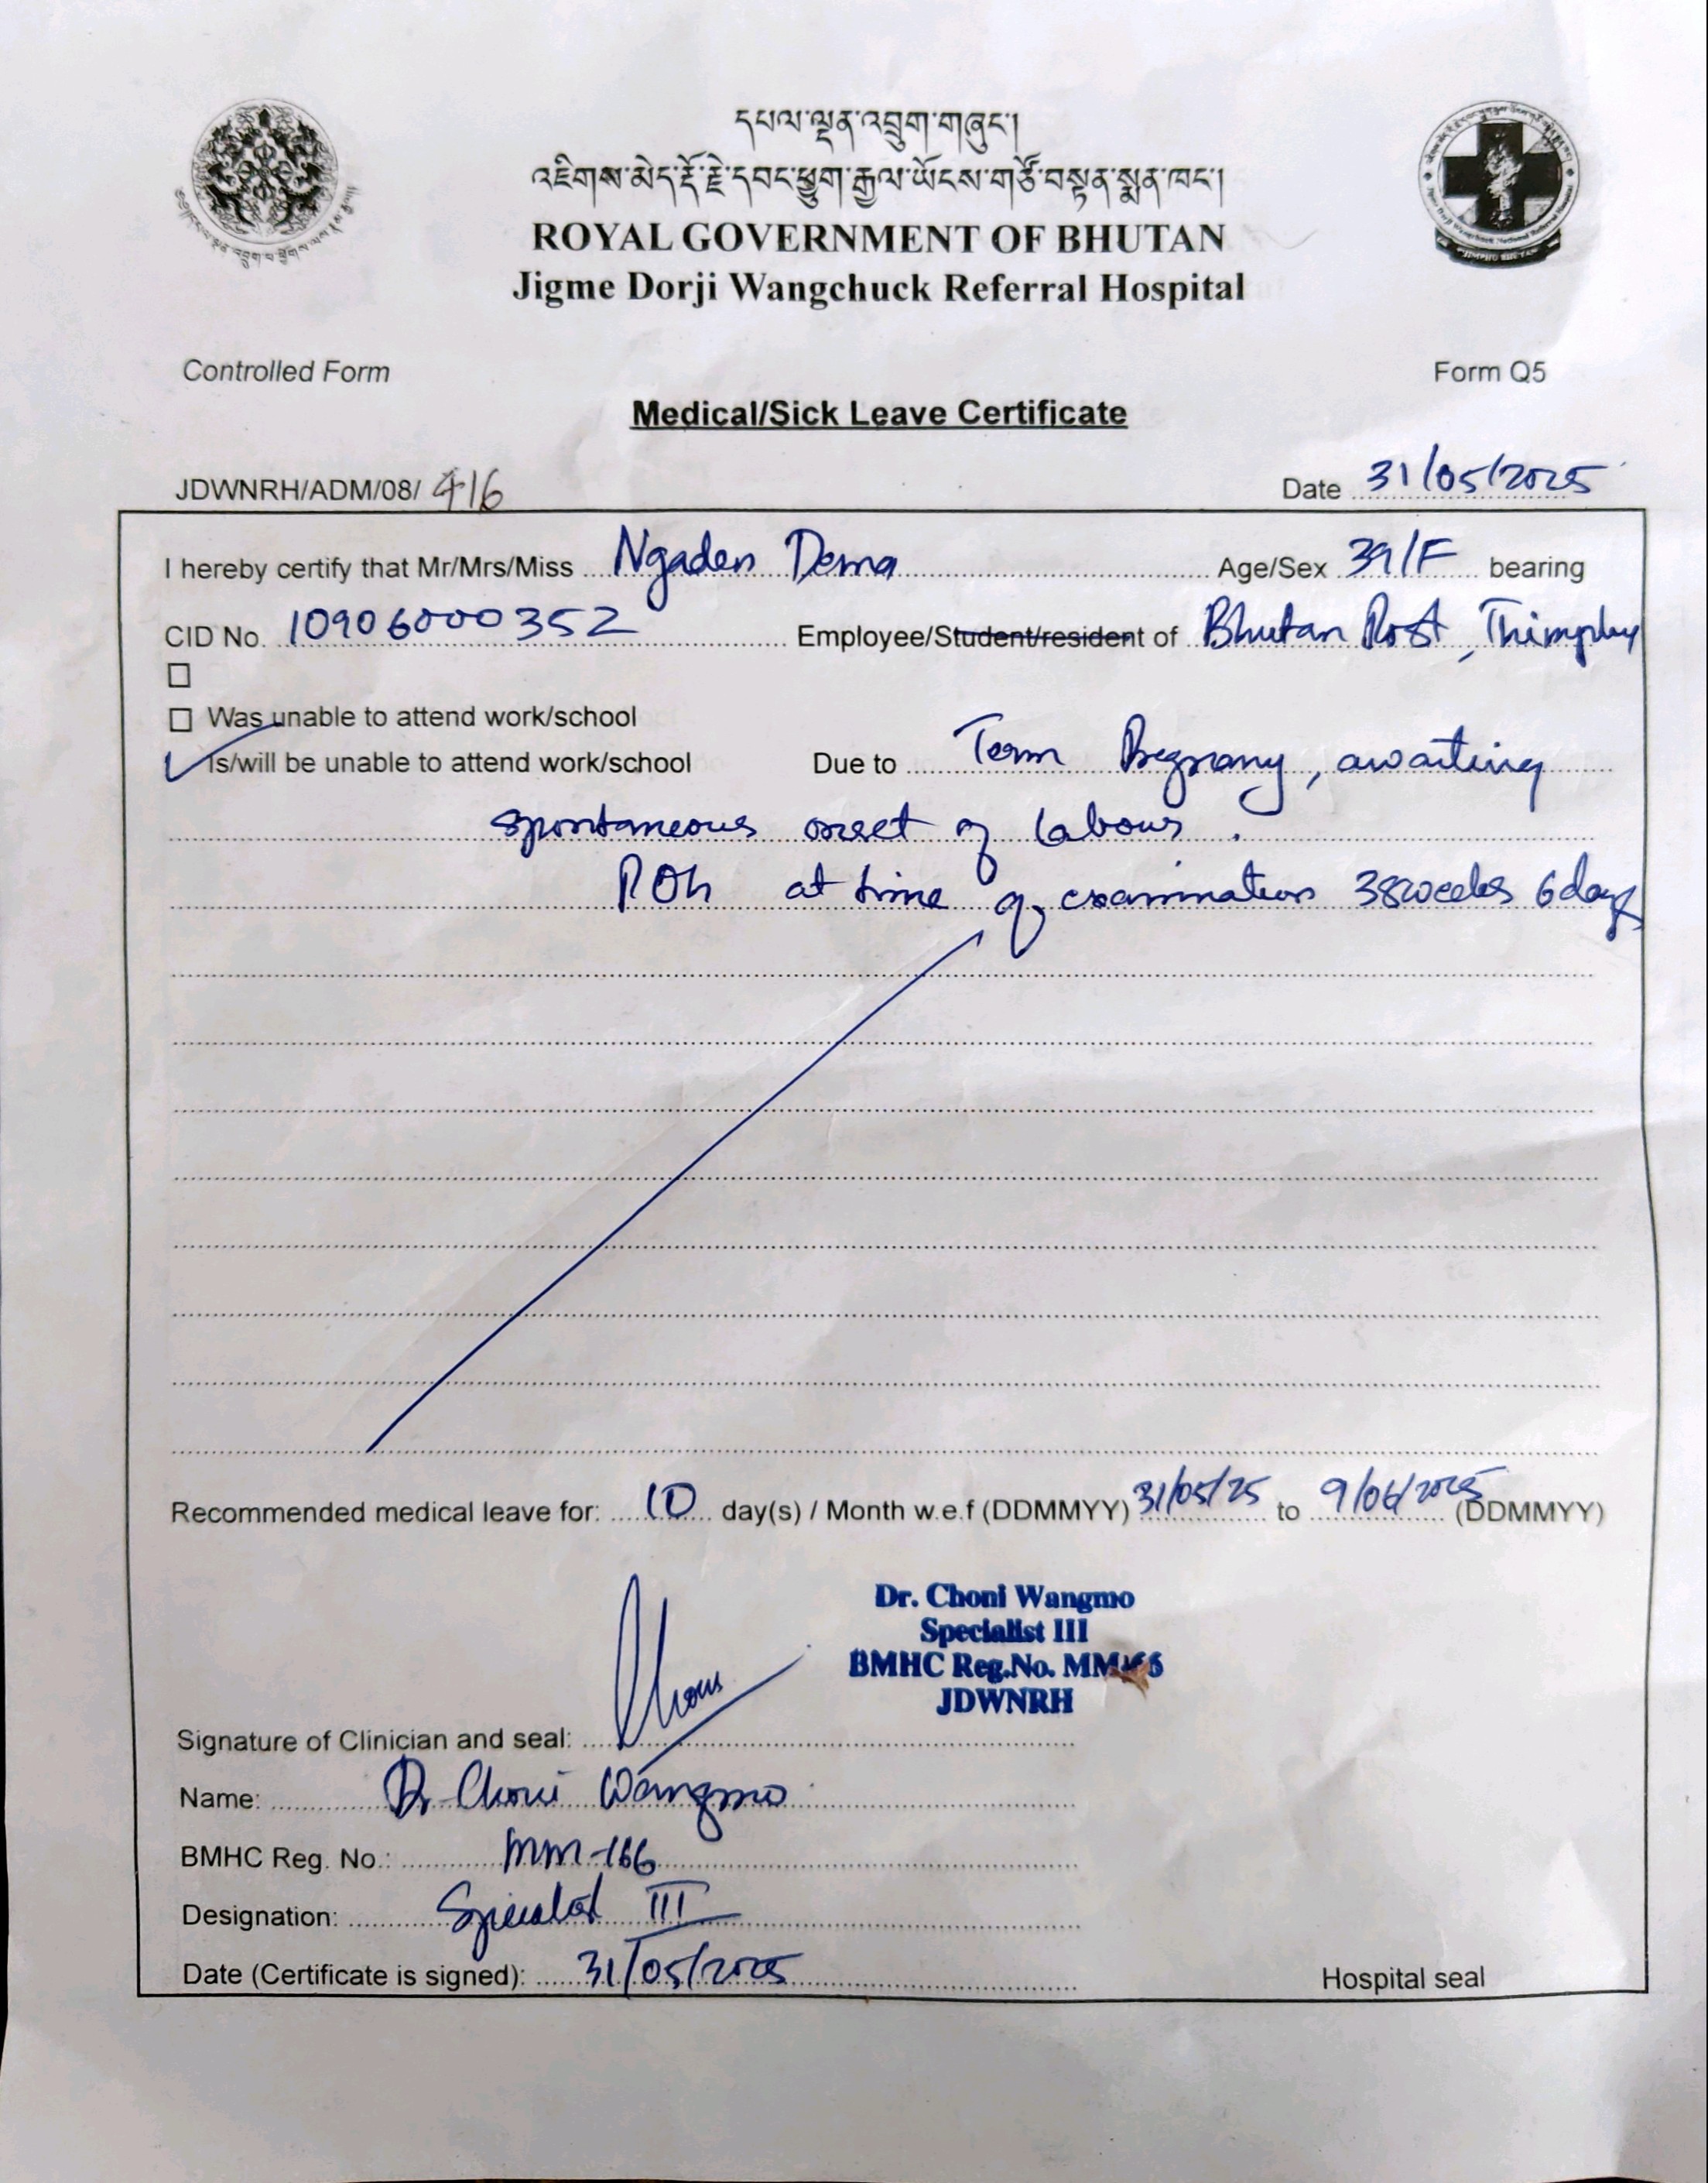 དཔལ་ལྡན་འབྲུག་གཞུང་།
འཇིགས་མེད་རྡོ་རྗེ་དབང་ཕྱུག་རྒྱལ་ཡོངས་གཙོ་བསྟེན་སྨན་ཁང་།
ROYAL GOVERNMENT OF BHUTAN
Jigme Dorji Wangchuck Referral Hospital
Controlled Form Form Q5
Medical/Sick Leave Certificate
JDWNRH/ADM/08/ 416 Date 31/05/2025
I hereby certify that Mr/Mrs/Miss Ngaden Dema Age/Sex 39/F bearing
CID No. 10906000352 Employee/Student/resident of Bhutan Post, Thimphu
Was unable to attend work/school
Is/will be unable to attend work/school Due to Term Pregnany, awaiting
spontaneous onset of labour.
POG at time of examination 38weeks 6days
Recommended medical leave for: 10 day(s) / Month w.e.f (DDMMYY) 31/05/25 to 9/06/2025 (DDMMYY)
Dr. Choni Wangmo
Specialist III
BMHC Reg.No.
JDWNRH
Signature of Clinician and seal:
Name: Dr Choni Wangmo
BMHC Reg. No.: MM-166
Designation: Specialist III
Date (Certificate is signed): 31/05/2025 Hospital seal